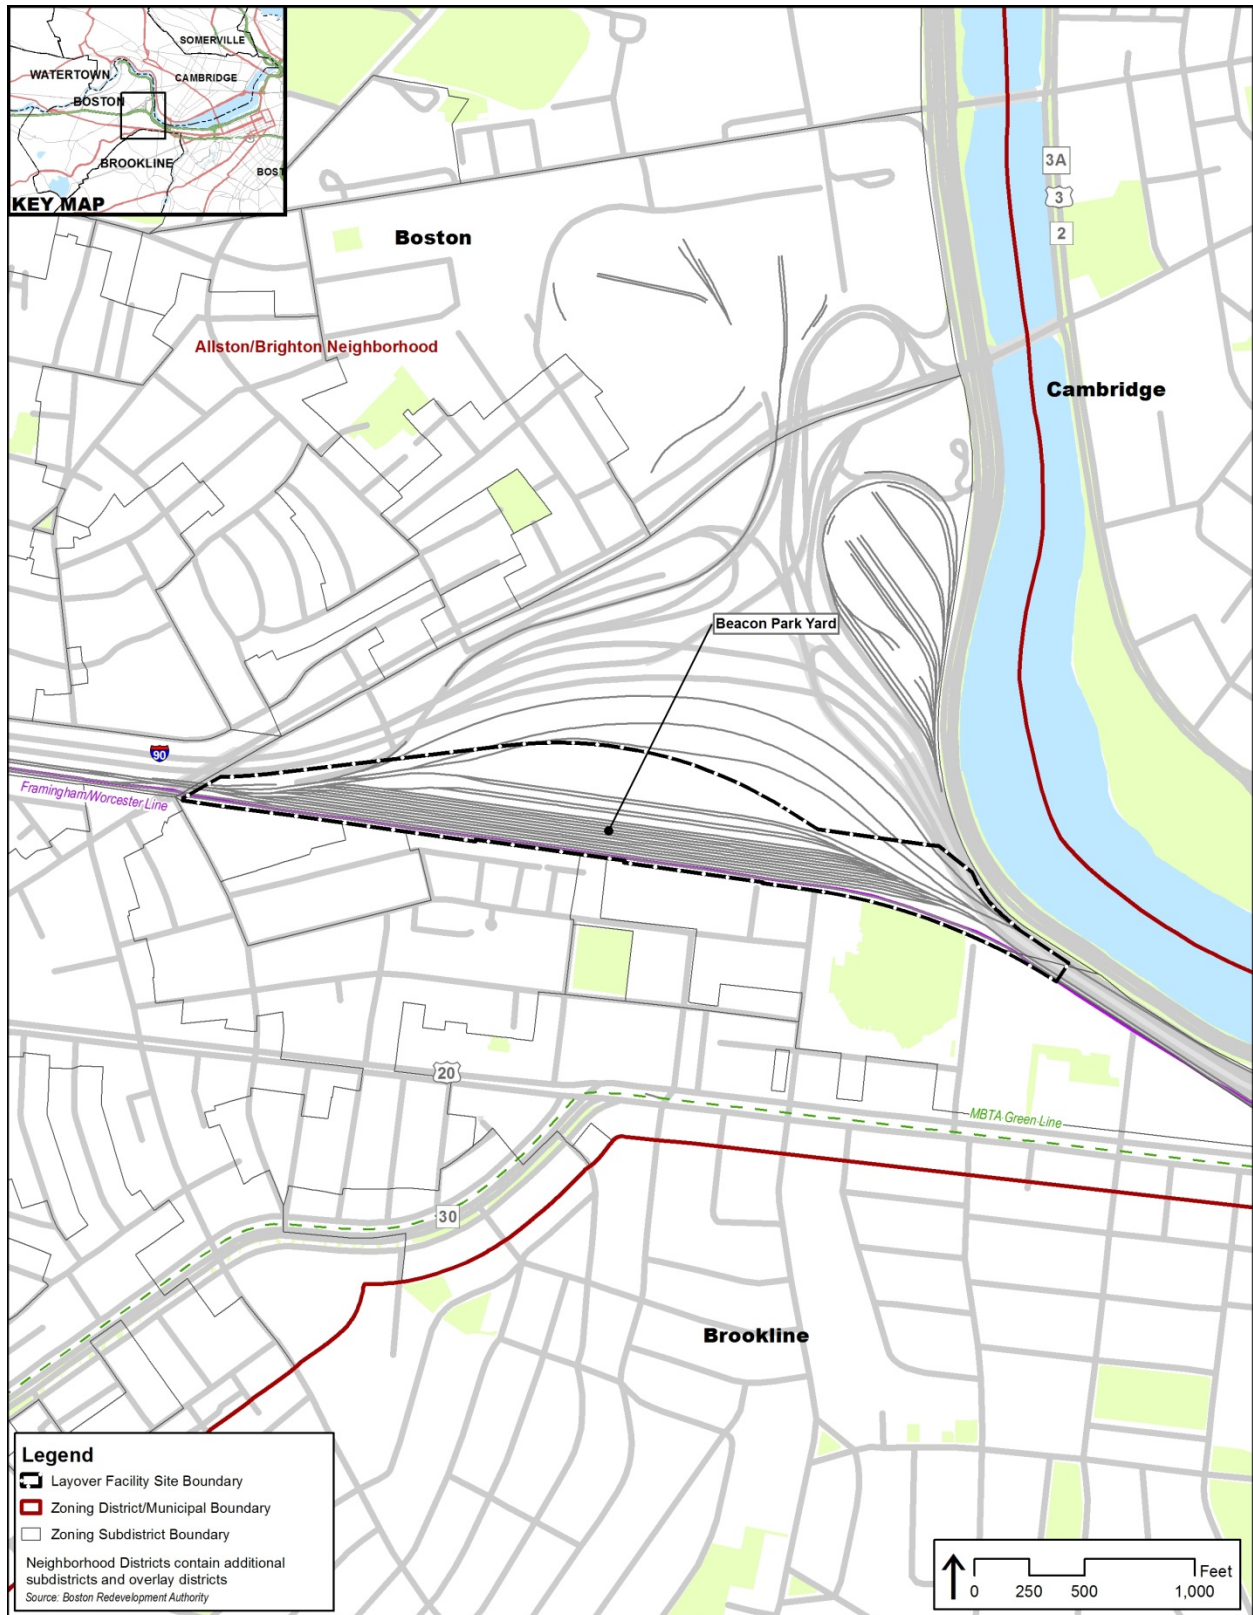 SOMERVILLE
WATERTOWN
CAMBRIDGE
BOSTON
BROOKLINE
BOST
KEY MAP
3A
3
2
Boston
Allston/Brighton Neighborhood
Cambridge
Beacon Park Yard
90
Framingham/Worcester Line
20
MBTA Green Line
30
Brookline
Legend
Layover Facility Site Boundary
Zoning District/Municipal Boundary
Zoning Subdistrict Boundary
Neighborhood Districts contain additional
subdistricts and overlay districts
Source: Boston Redevelopment Authority
Feet
0 250 500 1,000